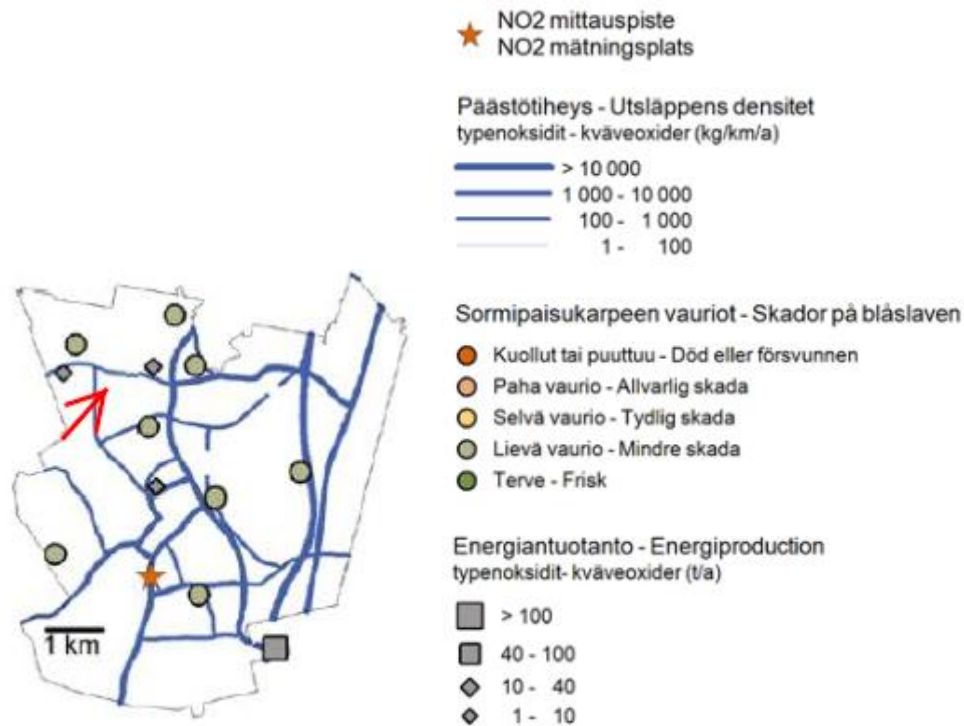 NO2 mittauspiste
NO2 mätningsplats
Päästötiheys - Utsläppens densitet
typenoksidit - kväveoxider (kg/km/a)
> 10 000
1 000 - 10 000
100 - 1 000
1 - 100
Sormipaisukarpeen vauriot - Skador på blåslaven
Kuollut tai puuttuu - Död eller försvunnen
Paha vaurio - Allvarlig skada
Selvä vaurio - Tydlig skada
Lievä vaurio - Mindre skada
Terve - Frisk
Energiantuotanto - Energiproduction
typenoksidit- kväveoxider (t/a)
> 100
40 - 100
10 - 40
1 - 10
1 km